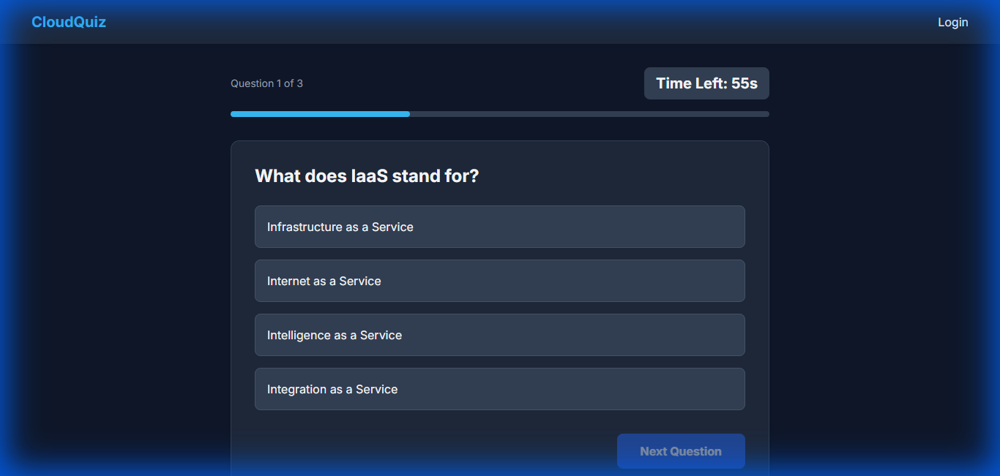 CloudQuiz
Login
Question 1 of 3
Time Left: 55s
What does IaaS stand for?
Infrastructure as a Service
Internet as a Service
Intelligence as a Service
Integration as a Service
Next Question